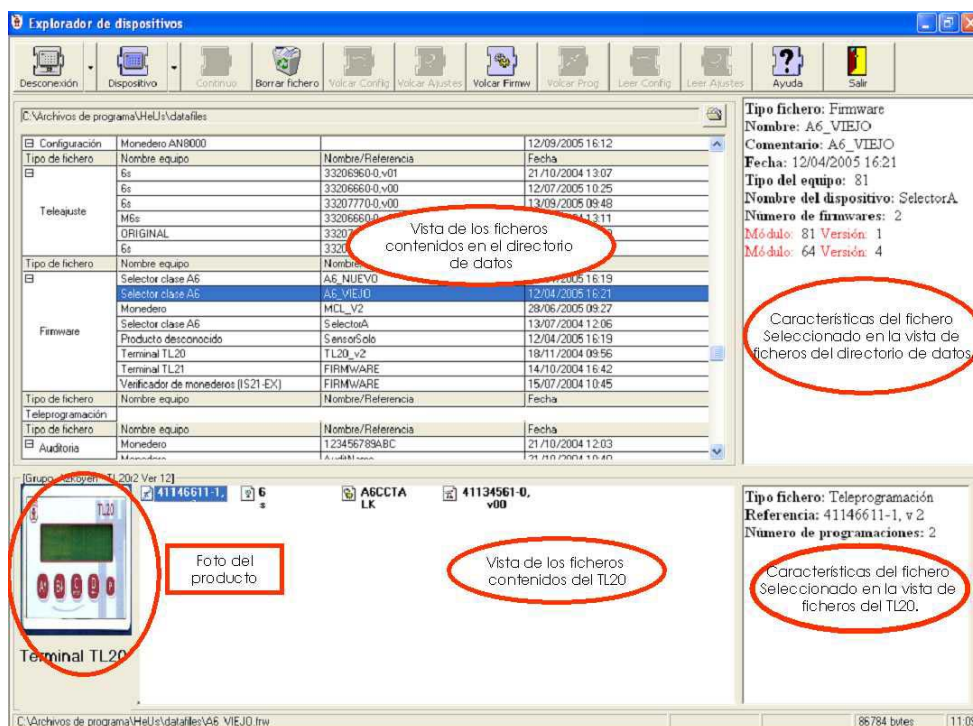 Explorador de dispositivos
Desconexión Dispositivo Continuo Borrar fichero Volcar Config Volcar Ajustes Volcar Firmw Volcar Prog Leer Config Leer Ajustes Ayuda Salir
C:\Archivos de programa\HeUs\datafiles
Configuración Monedero AN8000 12/09/2005 16:12
Tipo de fichero Nombre equipo Nombre/Referencia Fecha
6s 33206960-0,v01 21/10/2004 13:07
6s 33206660-0,v00 12/07/2005 10:25
Teleajuste
6s 33207770-0,v00 13/09/2005 09:48
M6s 33206660-0 13:11
ORIGINAL
6s
Vista de los ficheros
contenidos en el directorio
de datos
Tipo de fichero Nombre equipo
Firmware
Selector clase A6 A6_NUEVO 16:19
Selector clase A6 A6_VIEJO 12/04/2005 16:21
Monedero MCL_V2 28/06/2005 09:27
Selector clase A6 SelectorA 13/07/2004 12:06
Producto desconocido SensorSolo 12/04/2005 16:19
Terminal TL20 TL20_v2 18/11/2004 09:56
Terminal TL21 FIRMWARE 14/10/2004 16:42
Verificador de monederos (IS21-EX) FIRMWARE 15/07/2004 10:45
Tipo de fichero Nombre equipo Nombre/Referencia Fecha
Teleprogramación
Tipo de fichero Nombre equipo Nombre/Referencia Fecha
Auditoria Monedero 123456789ABC 21/10/2004 12:03
Tipo fichero: Firmware
Nombre: A6_VIEJO
Comentario: A6_VIEJO
Fecha: 12/04/2005 16:21
Tipo del equipo: 81
Nombre del dispositivo: SelectorA
Número de firmwares: 2
Módulo: 81 Versión: 1
Módulo: 64 Versión: 4
Características del fichero
Seleccionado en la vista de
ficheros del directorio de datos
TL20:2 Ver 12]
TL20
Terminal TL20
41146611-1,
6
s
A6CCTA
LK
41134561-0,
v00
Foto del
producto
Vista de los ficheros
contenidos del TL20
Tipo fichero: Teleprogramación
Referencia: 41146611-1, v 2
Número de programaciones: 2
Características del fichero
Seleccionado en la vista de
ficheros del TL20.
C:\Archivos de programa\HeUs\datafiles\A6_VIEJO.frw 86784 bytes